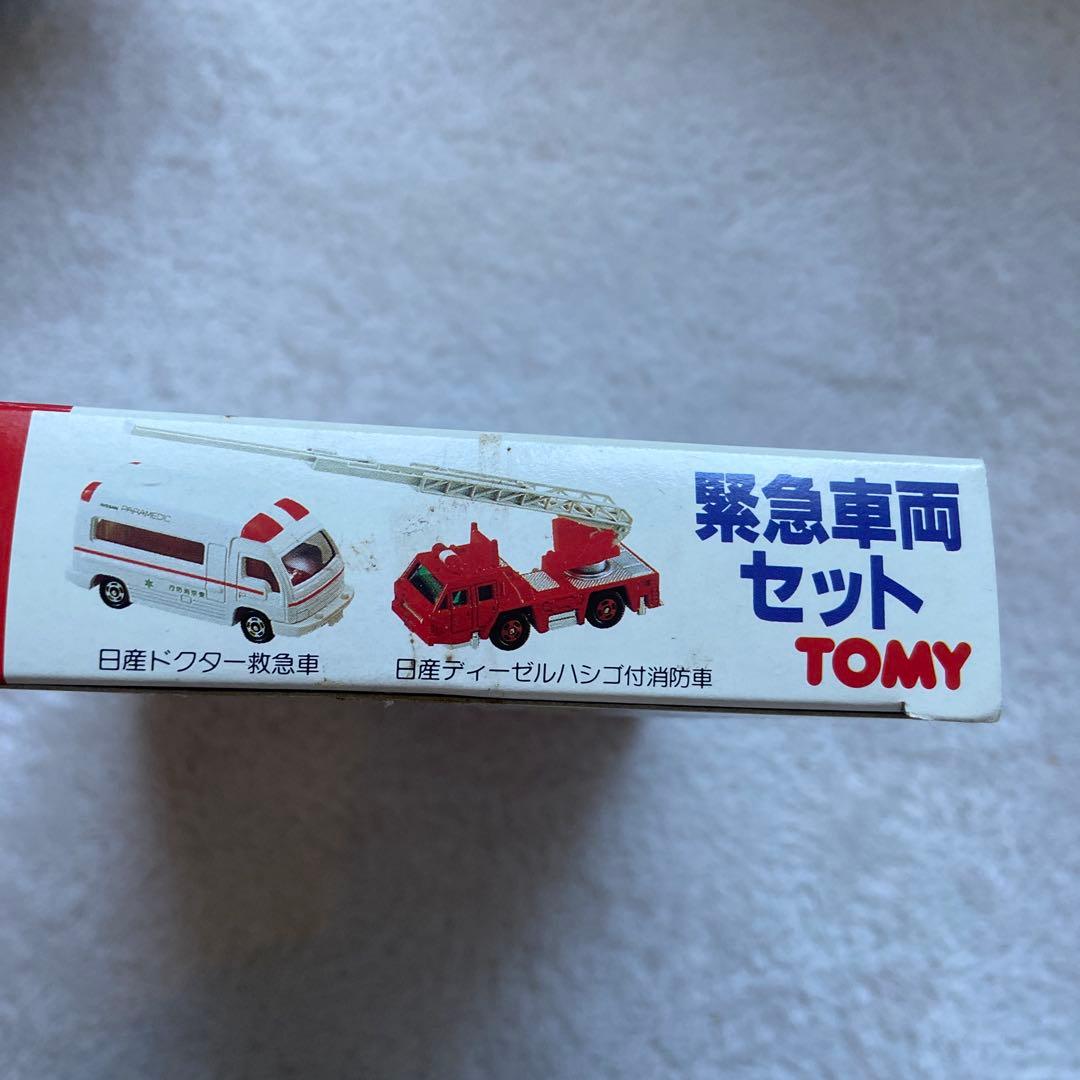 緊急車両
セット
TOMY
NISSAN PARAMEDIC
日産ドクター救急車
日産ディーゼルハシゴ付消防車